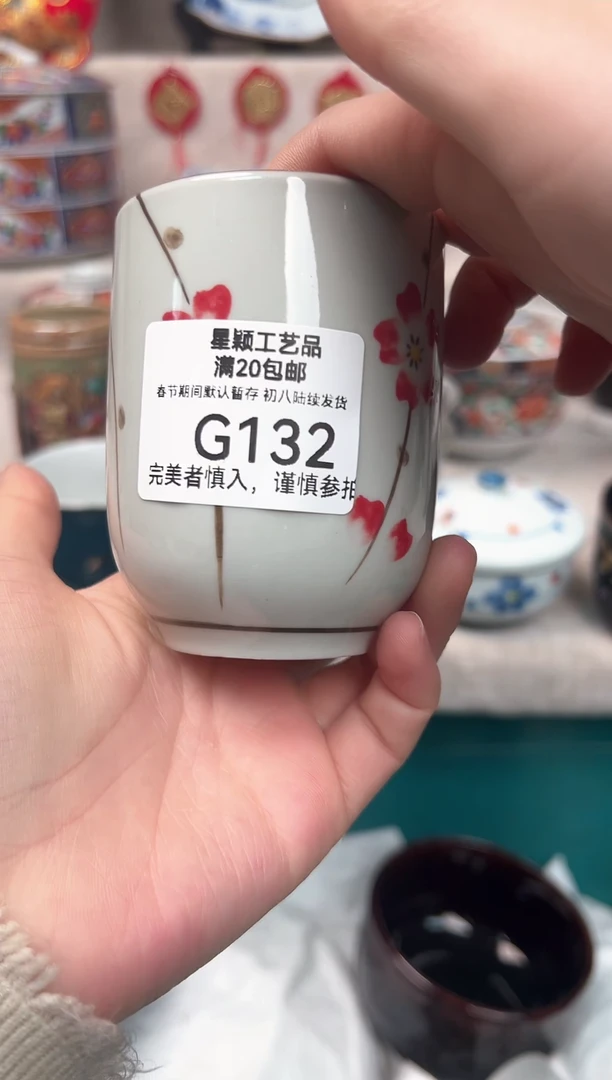 星颖工艺品
满20包邮
春节期间默认暂存 初八陆续发货
G132
完美者慎入，谨慎参拍